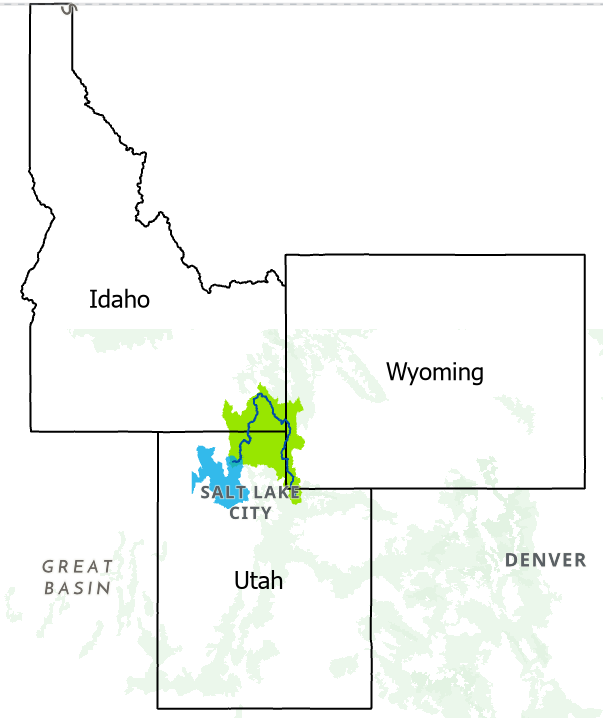 Idaho
Wyoming
SALT LAKE
CITY
GREAT
BASIN
Utah
DENVER